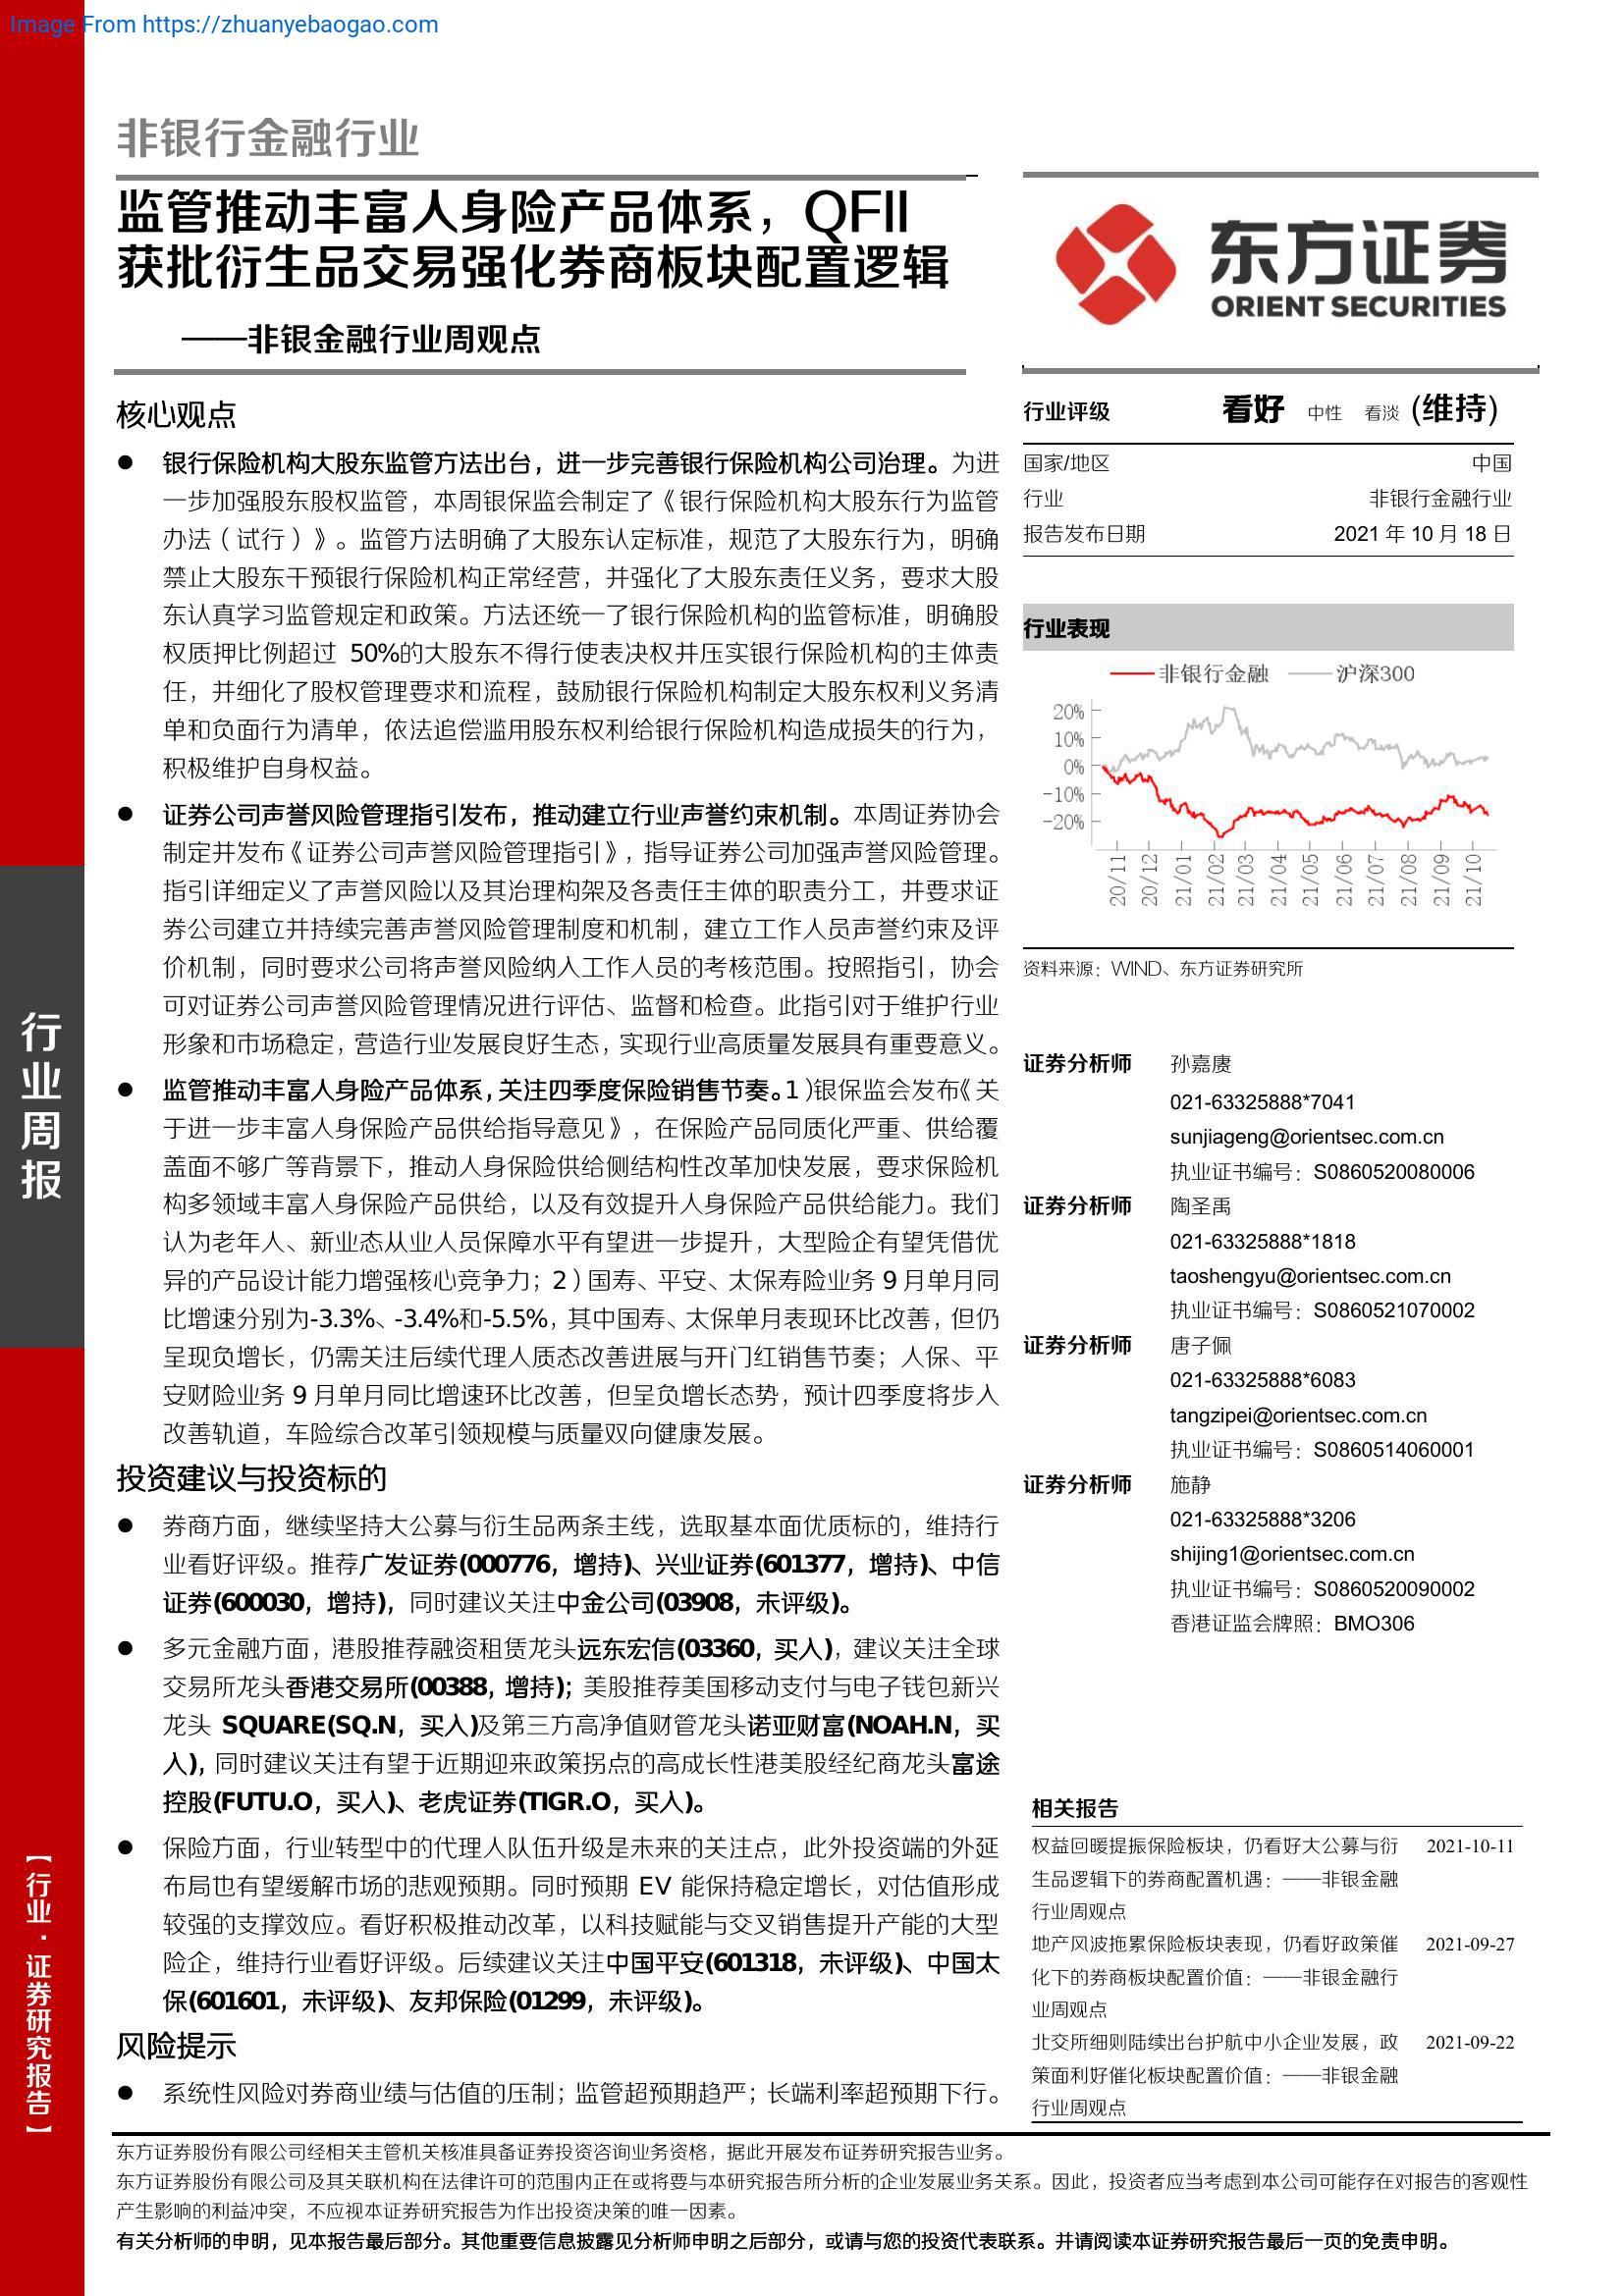 Image From https://zhuanyebaogao.com
非银行金融行业
监管推动丰富人身险产品体系，QFII
获批衍生品交易强化券商板块配置逻辑
——非银金融行业周观点
东方证券
ORIENT SECURITIES
核心观点
● 银行保险机构大股东监管方法出台，进一步完善银行保险机构公司治理。为进
一步加强股东股权监管，本周银保监会制定了《银行保险机构大股东行为监管
办法（试行）》。监管方法明确了大股东认定标准，规范了大股东行为，明确
禁止大股东干预银行保险机构正常经营，并强化了大股东责任义务，要求大股
东认真学习监管规定和政策。方法还统一了银行保险机构的监管标准，明确股
权质押比例超过 50%的大股东不得行使表决权并压实银行保险机构的主体责
任，并细化了股权管理要求和流程，鼓励银行保险机构制定大股东权利义务清
单和负面行为清单，依法追偿滥用股东权利给银行保险机构造成损失的行为，
积极维护自身权益。
● 证券公司声誉风险管理指引发布，推动建立行业声誉约束机制。本周证券协会
制定并发布《证券公司声誉风险管理指引》，指导证券公司加强声誉风险管理。
指引详细定义了声誉风险以及其治理构架及各责任主体的职责分工，并要求证
券公司建立并持续完善声誉风险管理制度和机制，建立工作人员声誉约束及评
价机制，同时要求公司将声誉风险纳入工作人员的考核范围。按照指引，协会
可对证券公司声誉风险管理情况进行评估、监督和检查。此指引对于维护行业
形象和市场稳定，营造行业发展良好生态，实现行业高质量发展具有重要意义。
● 监管推动丰富人身险产品体系，关注四季度保险销售节奏。1）银保监会发布《关
于进一步丰富人身保险产品供给指导意见》，在保险产品同质化严重、供给覆
盖面不够广等背景下，推动人身保险供给侧结构性改革加快发展，要求保险机
构多领域丰富人身保险产品供给，以及有效提升人身保险产品供给能力。我们
认为老年人、新业态从业人员保障水平有望进一步提升，大型险企有望凭借优
异的产品设计能力增强核心竞争力；2）国寿、平安、太保寿险业务 9 月单月同
比增速分别为-3.3%、-3.4%和-5.5%，其中国寿、太保单月表现环比改善，但仍
呈现负增长，仍需关注后续代理人质态改善进展与开门红销售节奏；人保、平
安财险业务 9 月单月同比增速环比改善，但呈负增长态势，预计四季度将步入
改善轨道，车险综合改革引领规模与质量双向健康发展。
投资建议与投资标的
● 券商方面，继续坚持大公募与衍生品两条主线，选取基本面优质标的，维持行
业看好评级。推荐广发证券(000776，增持)、兴业证券(601377，增持)、中信
证券(600030，增持)，同时建议关注中金公司(03908，未评级)。
● 多元金融方面，港股推荐融资租赁龙头远东宏信(03360，买入)，建议关注全球
交易所龙头香港交易所(00388，增持)；美股推荐美国移动支付与电子钱包新兴
龙头 SQUARE(SQ.N，买入)及第三方高净值财管龙头诺亚财富(NOAH.N，买
入)，同时建议关注有望于近期迎来政策拐点的高成长性港美股经纪商龙头富途
控股(FUTU.O，买入)、老虎证券(TIGR.O，买入)。
● 保险方面，行业转型中的代理人队伍升级是未来的关注点，此外投资端的外延
布局也有望缓解市场的悲观预期。同时预期 EV 能保持稳定增长，对估值形成
较强的支撑效应。看好积极推动改革，以科技赋能与交叉销售提升产能的大型
险企，维持行业看好评级。后续建议关注中国平安(601318，未评级)、中国太
保(601601，未评级)、友邦保险(01299，未评级)。
风险提示
● 系统性风险对券商业绩与估值的压制；监管超预期趋严；长端利率超预期下行。
行业评级 看好 中性 看淡 (维持)
国家/地区 中国
行业 非银行金融行业
报告发布日期 2021 年 10 月 18 日
行业表现
非银行金融 沪深300
20%
10%
0%
-10%
-20%
20/11 20/12 21/01 21/02 21/03 21/04 21/05 21/06 21/07 21/08 21/09 21/10
资料来源：WIND、东方证券研究所
证券分析师 孙嘉赓
021-63325888*7041
sunjiageng@orientsec.com.cn
执业证书编号：S0860520080006
证券分析师 陶圣禹
021-63325888*1818
taoshengyu@orientsec.com.cn
执业证书编号：S0860521070002
证券分析师 唐子佩
021-63325888*6083
tangzipei@orientsec.com.cn
执业证书编号：S0860514060001
证券分析师 施静
021-63325888*3206
shijing1@orientsec.com.cn
执业证书编号：S0860520090002
香港证监会牌照：BMO306
相关报告
权益回暖提振保险板块，仍看好大公募与衍 2021-10-11
生品逻辑下的券商配置机遇：——非银金融
行业周观点
地产风波拖累保险板块表现，仍看好政策催 2021-09-27
化下的券商板块配置价值：——非银金融行
业周观点
北交所细则陆续出台护航中小企业发展，政 2021-09-22
策面利好催化板块配置价值：——非银金融
行业周观点
行业周报
【行业·证券研究报告】
东方证券股份有限公司经相关主管机关核准具备证券投资咨询业务资格，据此开展发布证券研究报告业务。
东方证券股份有限公司及其关联机构在法律许可的范围内正在或将要与本研究报告所分析的企业发展业务关系。因此，投资者应当考虑到本公司可能存在对报告的客观性
产生影响的利益冲突，不应视本证券研究报告为作出投资决策的唯一因素。
有关分析师的申明，见本报告最后部分。其他重要信息披露见分析师申明之后部分，或请与您的投资代表联系。并请阅读本证券研究报告最后一页的免责申明。